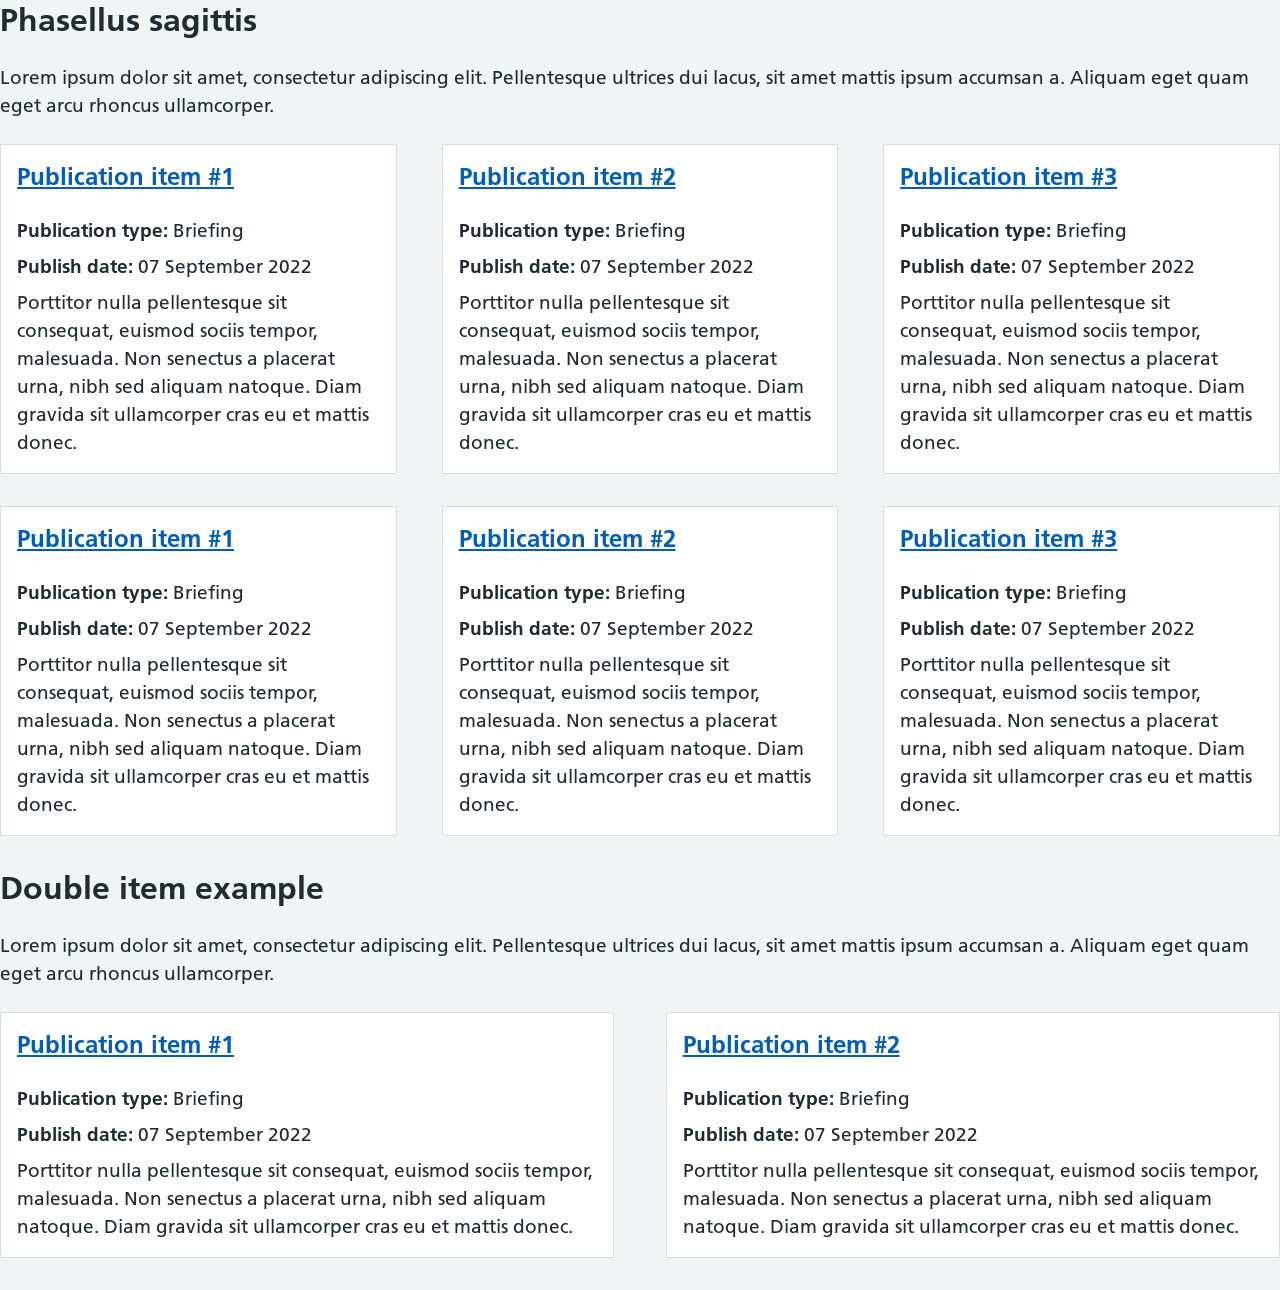 Phasellus sagittis
Lorem ipsum dolor sit amet, consectetur adipiscing elit. Pellentesque ultrices dui lacus, sit amet mattis ipsum accumsan a. Aliquam eget quam
eget arcu rhoncus ullamcorper.
Publication item #1
Publication type: Briefing
Publish date: 07 September 2022
Porttitor nulla pellentesque sit
consequat, euismod sociis tempor,
malesuada. Non senectus a placerat
urna, nibh sed aliquam natoque. Diam
gravida sit ullamcorper cras eu et mattis
donec.
Publication item #2
Publication type: Briefing
Publish date: 07 September 2022
Porttitor nulla pellentesque sit
consequat, euismod sociis tempor,
malesuada. Non senectus a placerat
urna, nibh sed aliquam natoque. Diam
gravida sit ullamcorper cras eu et mattis
donec.
Publication item #3
Publication type: Briefing
Publish date: 07 September 2022
Porttitor nulla pellentesque sit
consequat, euismod sociis tempor,
malesuada. Non senectus a placerat
urna, nibh sed aliquam natoque. Diam
gravida sit ullamcorper cras eu et mattis
donec.
Publication item #1
Publication type: Briefing
Publish date: 07 September 2022
Porttitor nulla pellentesque sit
consequat, euismod sociis tempor,
malesuada. Non senectus a placerat
urna, nibh sed aliquam natoque. Diam
gravida sit ullamcorper cras eu et mattis
donec.
Publication item #2
Publication type: Briefing
Publish date: 07 September 2022
Porttitor nulla pellentesque sit
consequat, euismod sociis tempor,
malesuada. Non senectus a placerat
urna, nibh sed aliquam natoque. Diam
gravida sit ullamcorper cras eu et mattis
donec.
Publication item #3
Publication type: Briefing
Publish date: 07 September 2022
Porttitor nulla pellentesque sit
consequat, euismod sociis tempor,
malesuada. Non senectus a placerat
urna, nibh sed aliquam natoque. Diam
gravida sit ullamcorper cras eu et mattis
donec.
Double item example
Lorem ipsum dolor sit amet, consectetur adipiscing elit. Pellentesque ultrices dui lacus, sit amet mattis ipsum accumsan a. Aliquam eget quam
eget arcu rhoncus ullamcorper.
Publication item #1
Publication type: Briefing
Publish date: 07 September 2022
Porttitor nulla pellentesque sit consequat, euismod sociis tempor,
malesuada. Non senectus a placerat urna, nibh sed aliquam
natoque. Diam gravida sit ullamcorper cras eu et mattis donec.
Publication item #2
Publication type: Briefing
Publish date: 07 September 2022
Porttitor nulla pellentesque sit consequat, euismod sociis tempor,
malesuada. Non senectus a placerat urna, nibh sed aliquam
natoque. Diam gravida sit ullamcorper cras eu et mattis donec.